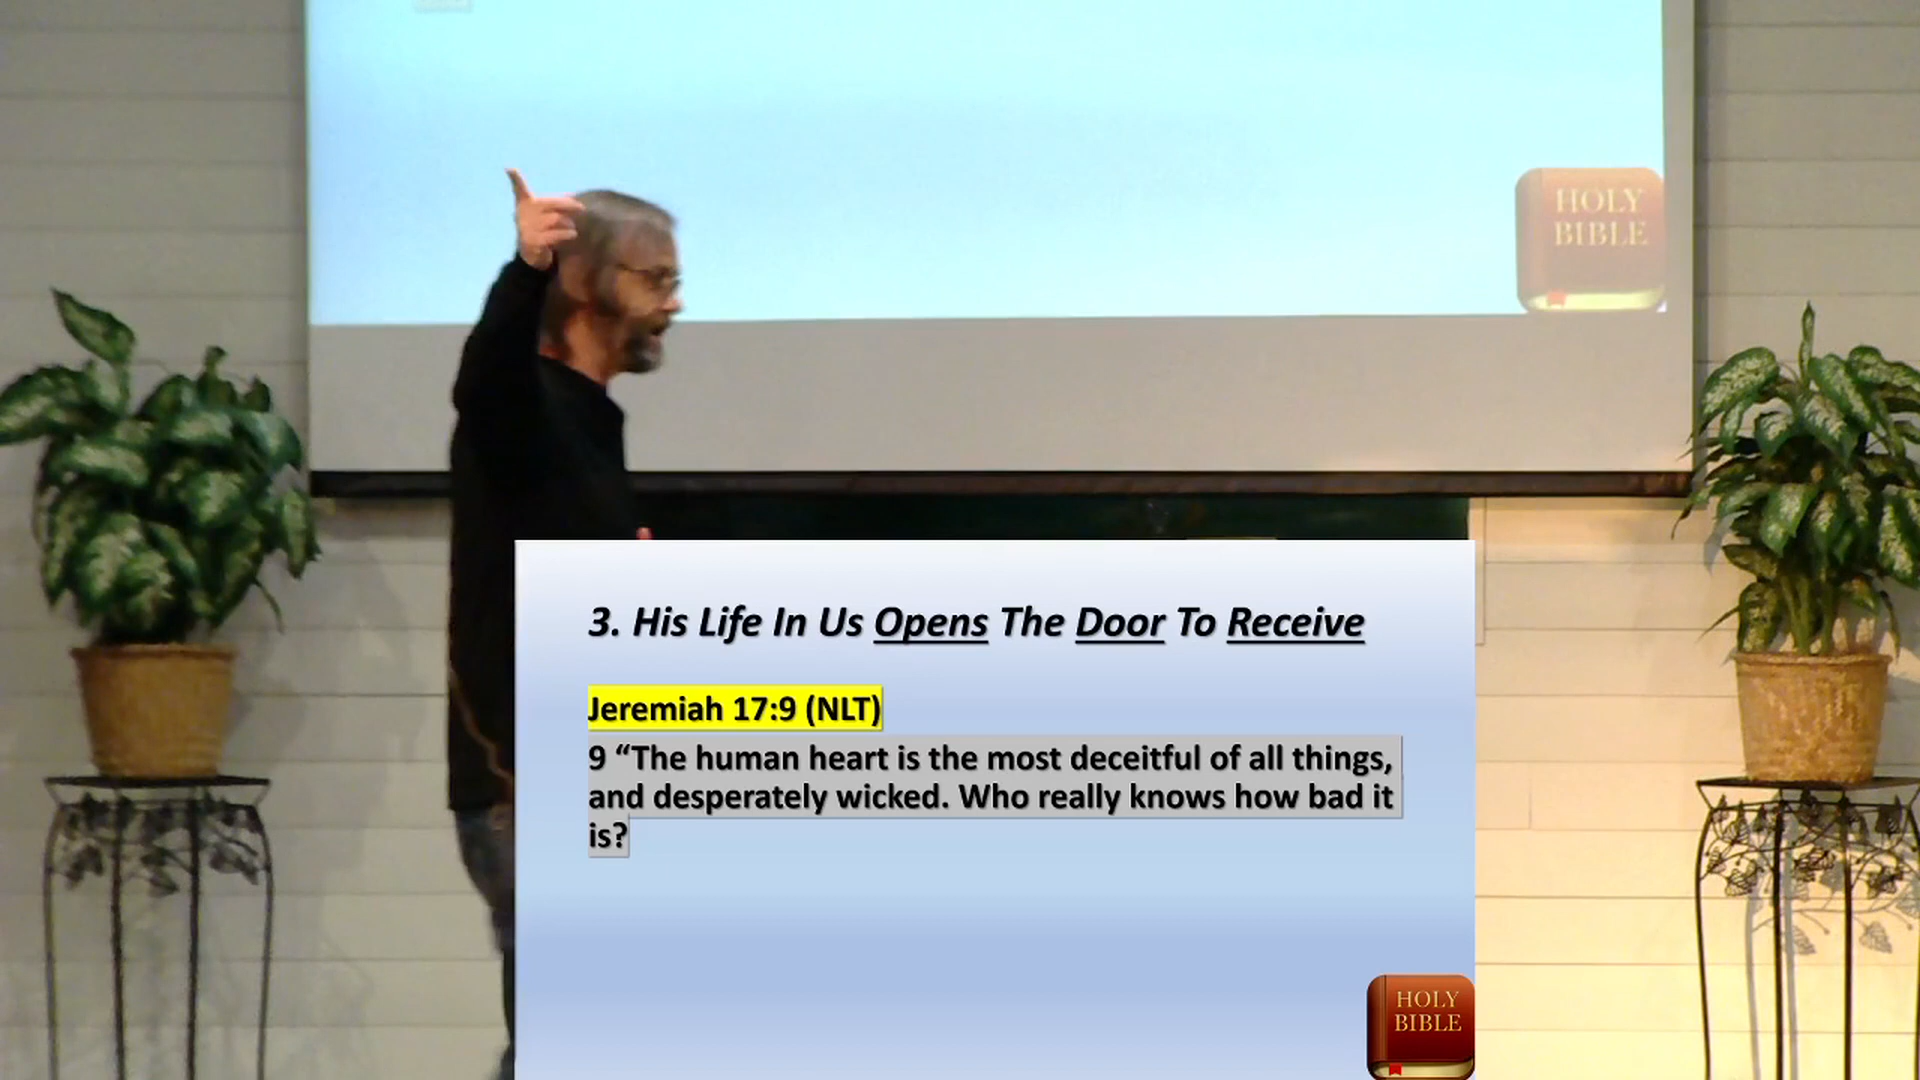 HOLY
BIBLE
3. His Life In Us Opens The Door To Receive
Jeremiah 17:9 (NLT)
9 “The human heart is the most deceitful of all things,
and desperately wicked. Who really knows how bad it
is?
HOLY
BIBLE